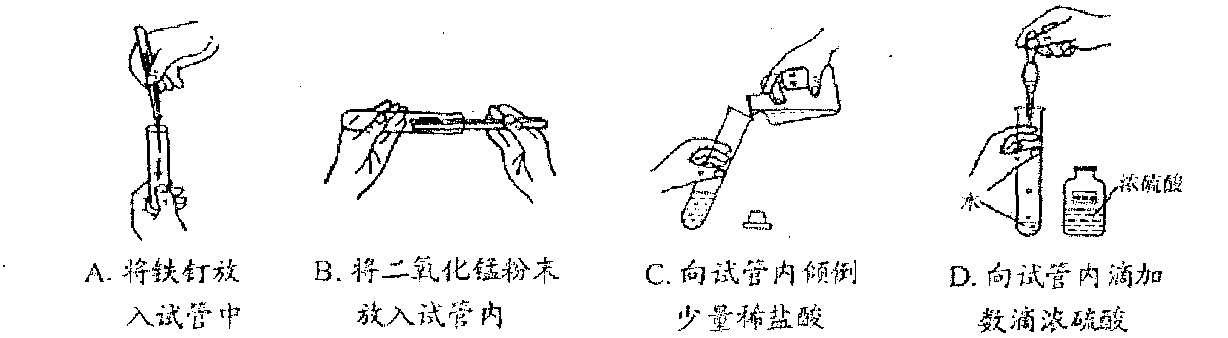 水
浓硫酸
A. 将铁钉放
入试管中
B. 将二氧化锰粉末
放入试管内
C. 向试管内倾倒
少量稀盐酸
D. 向试管内滴加
数滴浓硫酸